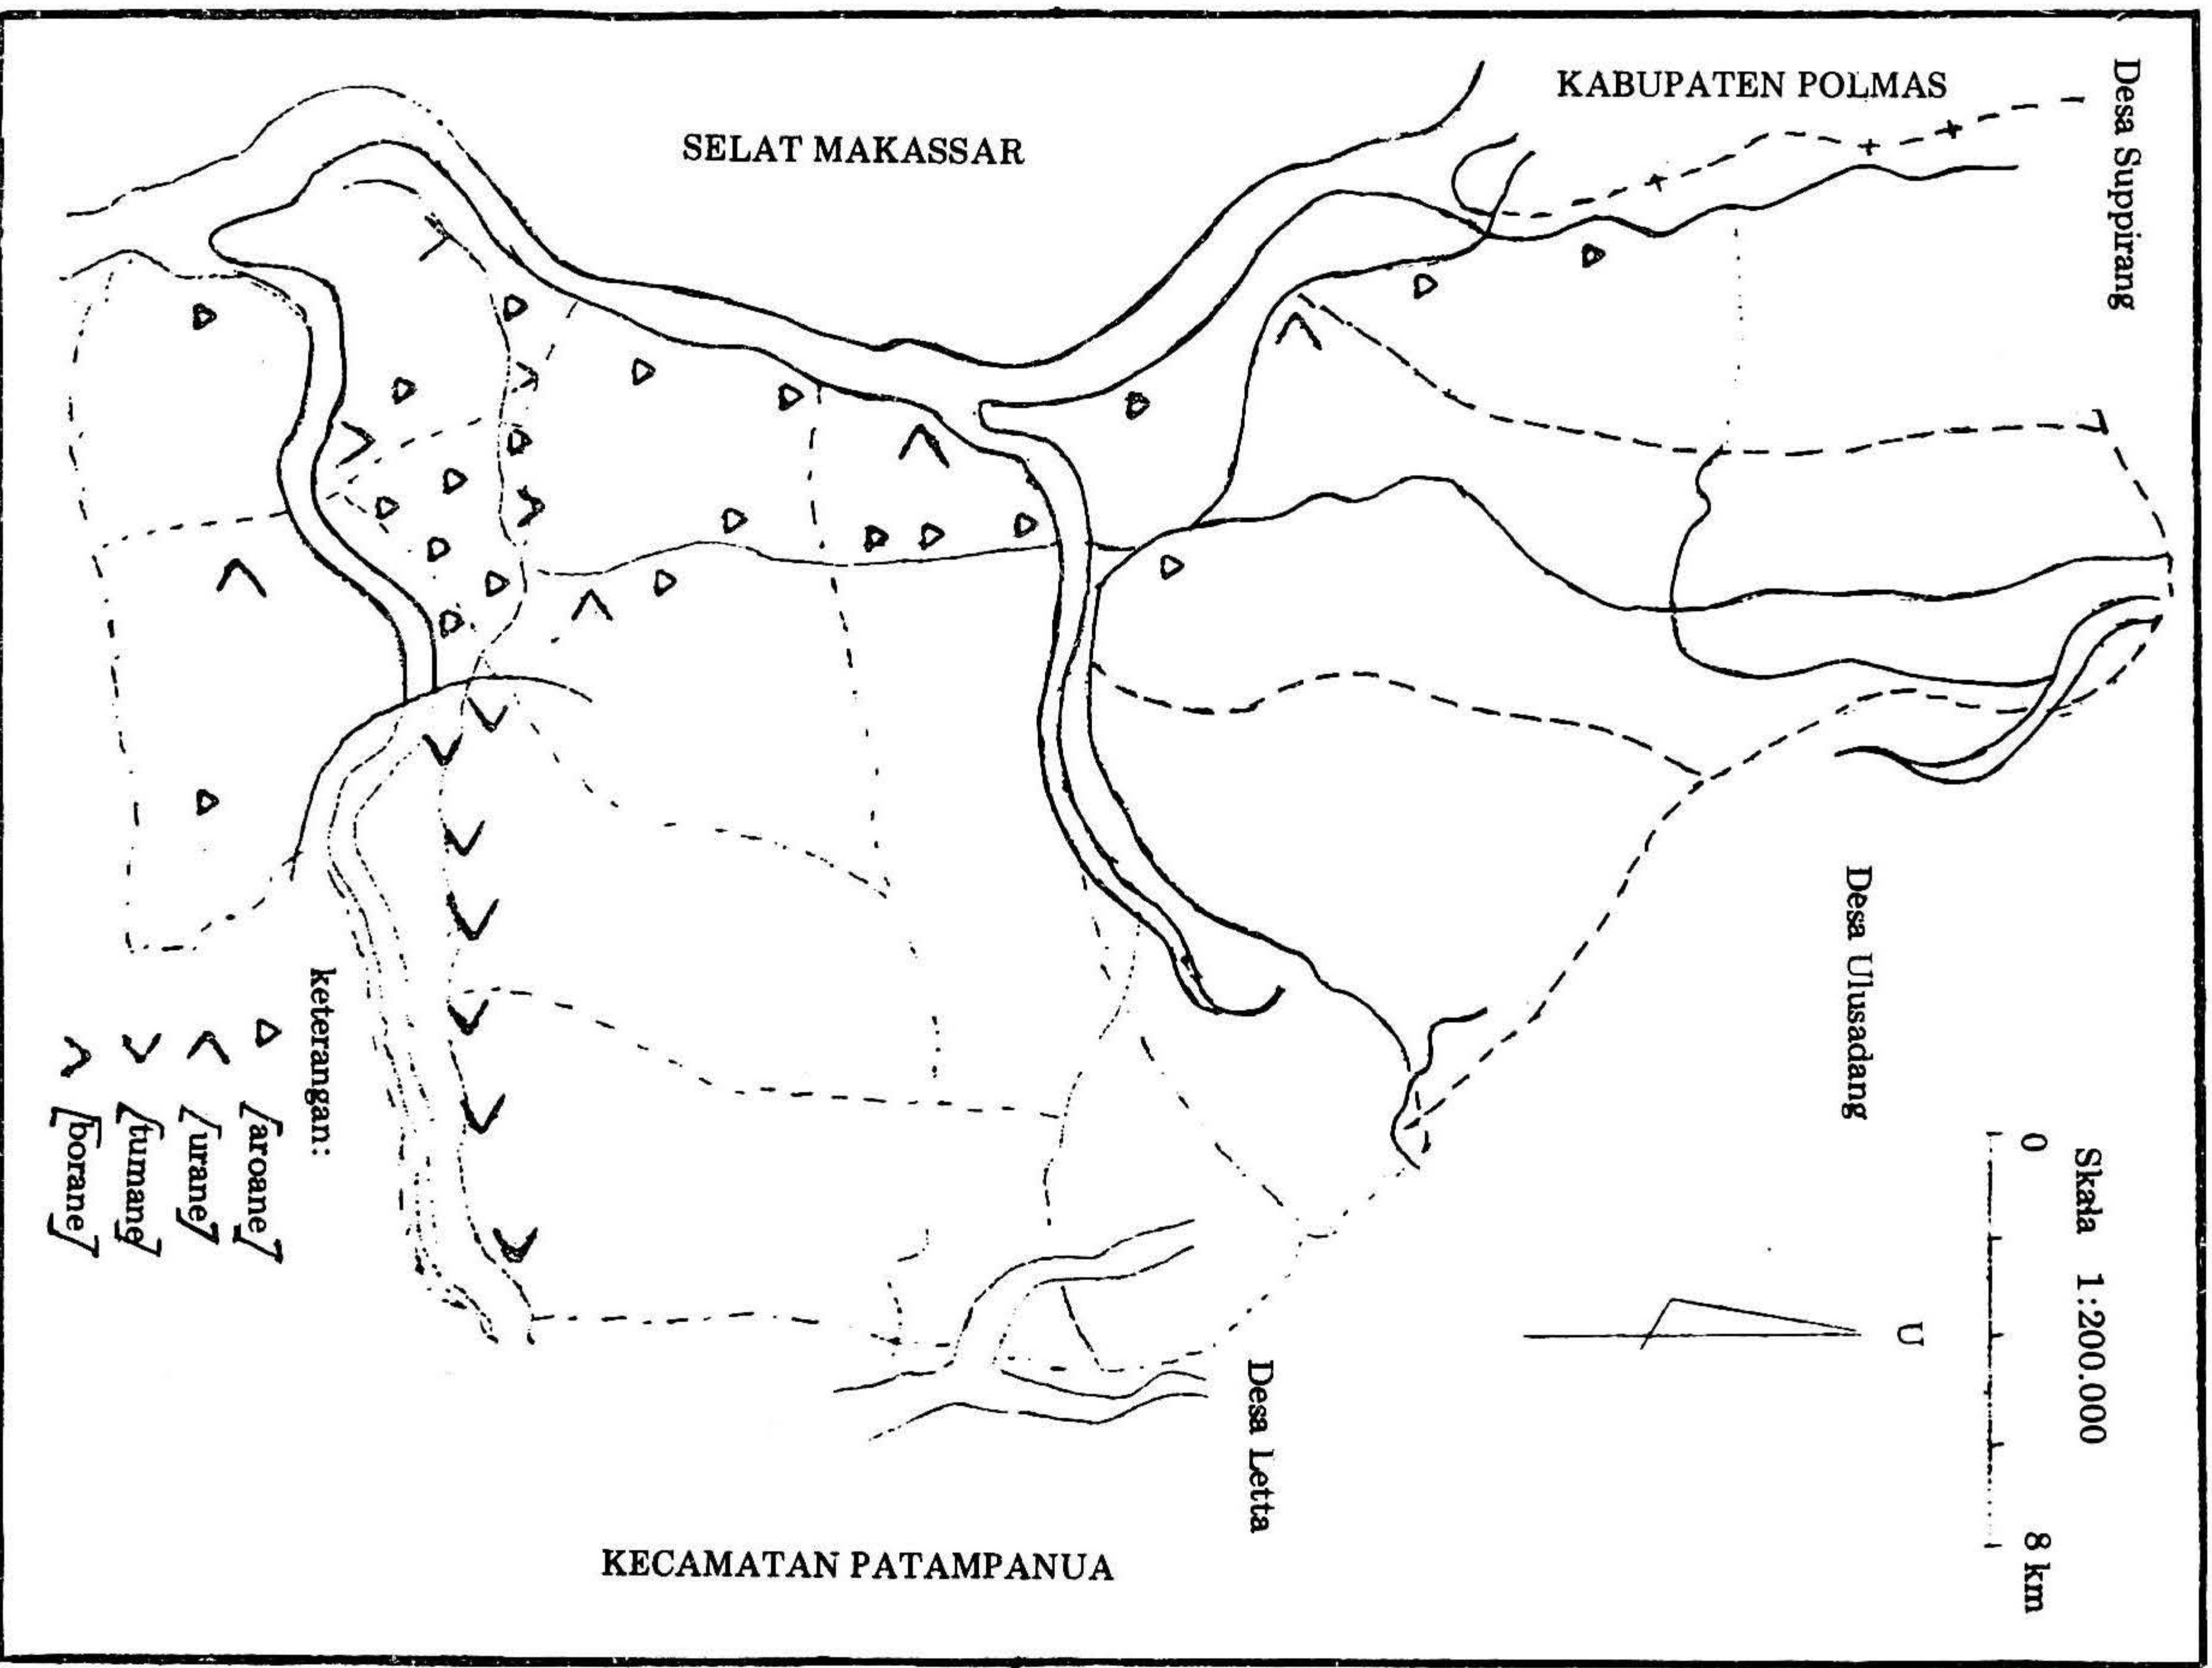 KABUPATEN POLMAS
SELAT MAKASSAR
Desa Suppirang
Desa Ulusadang
Skala 1:200.000
0
8 km
U
Desa Letta
KECAMATAN PATAMPANUA
keterangan:
[aroane]
[urane]
[tumane]
[borane]